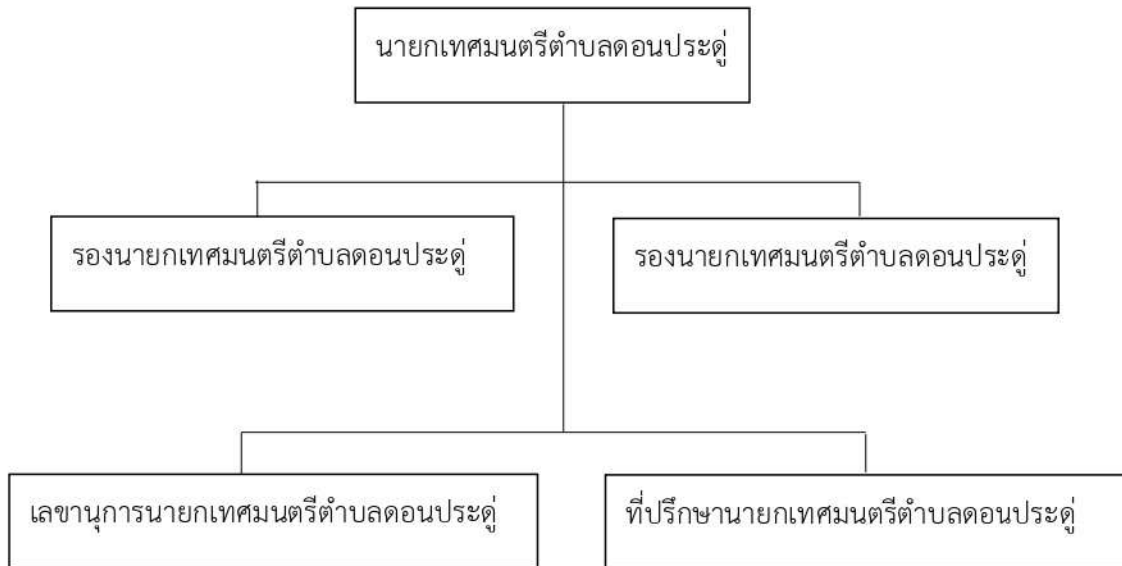 นายกเทศมนตรีตำบลดอนประดู่
รองนายกเทศมนตรีตำบลดอนประดู่
รองนายกเทศมนตรีตำบลดอนประดู่
เลขานุการนายกเทศมนตรีตำบลดอนประดู่
ที่ปรึกษานายกเทศมนตรีตำบลดอนประดู่